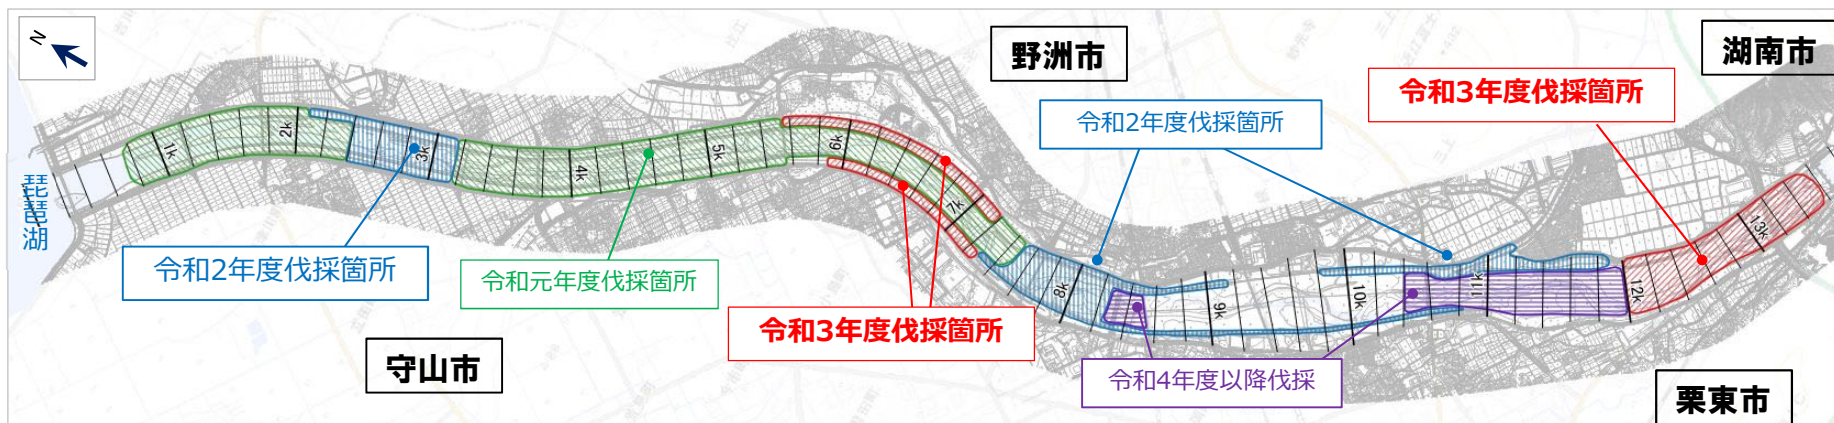 N
野洲市
湖南市
令和3年度伐採箇所
令和2年度伐採箇所
1k
2k
3k
4k
5k
6k
7k
8k
9k
10k
11k
12k
13k
琵琶湖
令和2年度伐採箇所
令和元年度伐採箇所
令和3年度伐採箇所
令和4年度以降伐採
守山市
栗東市